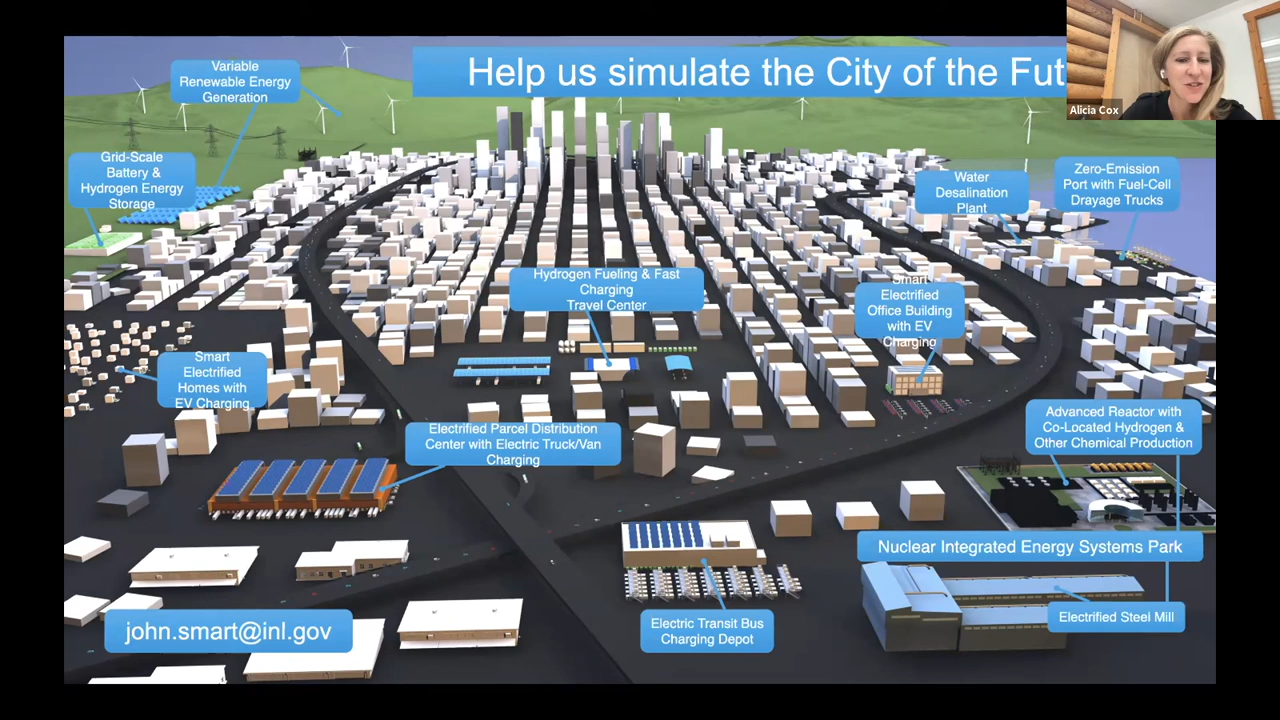 Help us simulate the City of the Fut
Alicia Cox
Variable
Renewable Energy
Generation
Grid-Scale
Battery &
Hydrogen Energy
Storage
Water
Desalination
Plant
Zero-Emission
Port with Fuel-Cell
Drayage Trucks
Hydrogen Fueling & Fast
Charging
Travel Center
Smart
Electrified
Office Building
with EV
Charging
Smart
Electrified
Homes with
EV Charging
Electrified Parcel Distribution
Center with Electric Truck/Van
Charging
Advanced Reactor with
Co-Located Hydrogen &
Other Chemical Production
Nuclear Integrated Energy Systems Park
Electrified Steel Mill
Electric Transit Bus
Charging Depot
john.smart@inl.gov